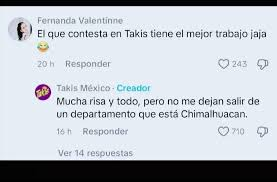 Fernanda Valentinne
El que contesta en Takis tiene el mejor trabajo jaja
😂
20 h Responder 243
Takis México · Creador
Mucha risa y todo, pero no me dejan salir de
un departamento que está Chimalhuacan.
16 h Responder 710
Ver 14 respuestas